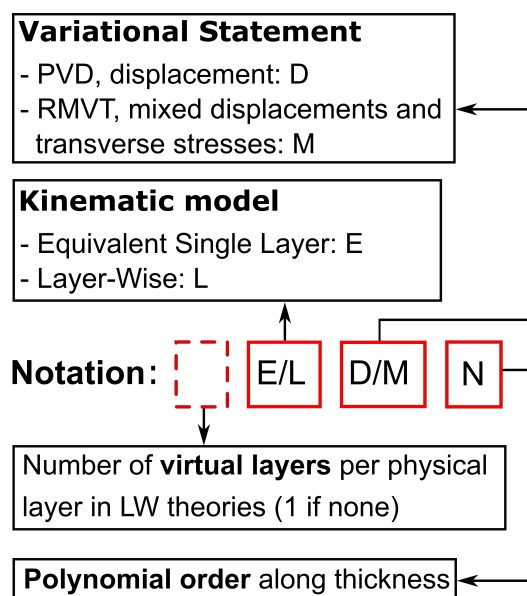 Variational Statement
- PVD, displacement: D
- RMVT, mixed displacements and
transverse stresses: M
Kinematic model
- Equivalent Single Layer: E
- Layer-Wise: L
Notation: E/L D/M N
Number of virtual layers per physical
layer in LW theories (1 if none)
Polynomial order along thickness